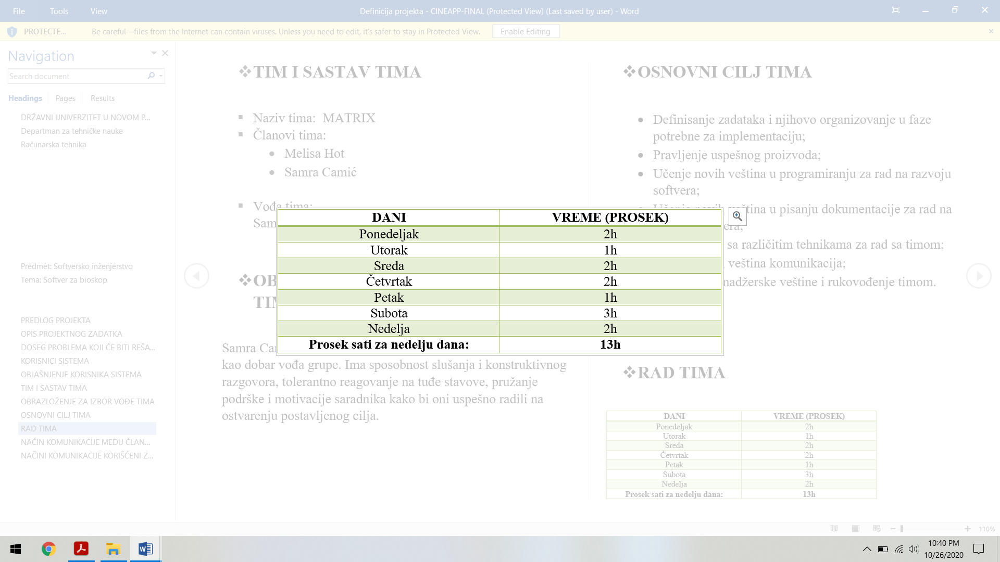 File Tools View
Definicija projekta - CINEAPP-FINAL (Protected View) (Last saved by user) - Word
PROTECTE... Be careful—files from the Internet can contain viruses. Unless you need to edit, it's safer to stay in Protected View. Enable Editing
Navigation
Search document
Headings Pages Results
DRŽAVNI UNIVERZITET U NOVOM P...
Departman za tehničke nauke
Računarska tehnika
Predmet: Softversko inženjerstvo
Tema: Softver za bioskop
PREDLOG PROJEKTA
OPIS PROJEKTNOG ZADATKA
DOSEG PROBLEMA KOJI ĆE BITI REŠA...
KORISNICI SISTEMA
OBJAŠNJENJE KORISNIKA SISTEMA
TIM I SASTAV TIMA
OBRAZLOŽENJE ZA IZBOR VOĐE TIMA
OSNOVNI CILJ TIMA
RAD TIMA
NAČIN KOMUNIKACIJE MEĐU ČLAN...
NAČINI KOMUNIKACIJE KORIŠĆENI Z...
❖TIM I SASTAV TIMA
▪ Naziv tima: MATRIX
▪ Članovi tima:
● Melisa Hot
● Samra Camić
▪ Vođa tima:
Sam
❖OB
TIM
Samra Ca
kao dobar vođa grupe. Ima sposobnost slušanja i konstruktivnog
razgovora, tolerantno reagovanje na tuđe stavove, pružanje
podrške i motivacije saradnika kako bi oni uspešno radili na
ostvarenju postavljenog cilja.
DANI VREME (PROSEK)
Ponedeljak 2h
Utorak 1h
Sreda 2h
Četvrtak 2h
Petak 1h
Subota 3h
Nedelja 2h
Prosek sati za nedelju dana: 13h
❖OSNOVNI CILJ TIMA
● Definisanje zadataka i njihovo organizovanje u faze
potrebne za implementaciju;
● Pravljenje uspešnog proizvoda;
● Učenje novih veština u programiranju za rad na razvoju
softvera;
● Učenje novih veština u pisanju dokumentacije za rad na
era;
sa različitim tehnikama za rad sa timom;
veština komunikacija;
nadžerske veštine i rukovođenje timom.
❖RAD TIMA
DANI VREME (PROSEK)
Ponedeljak 2h
Utorak 1h
Sreda 2h
Četvrtak 2h
Petak 1h
Subota 3h
Nedelja 2h
Prosek sati za nedelju dana: 13h
110%
10:40 PM
10/26/2020